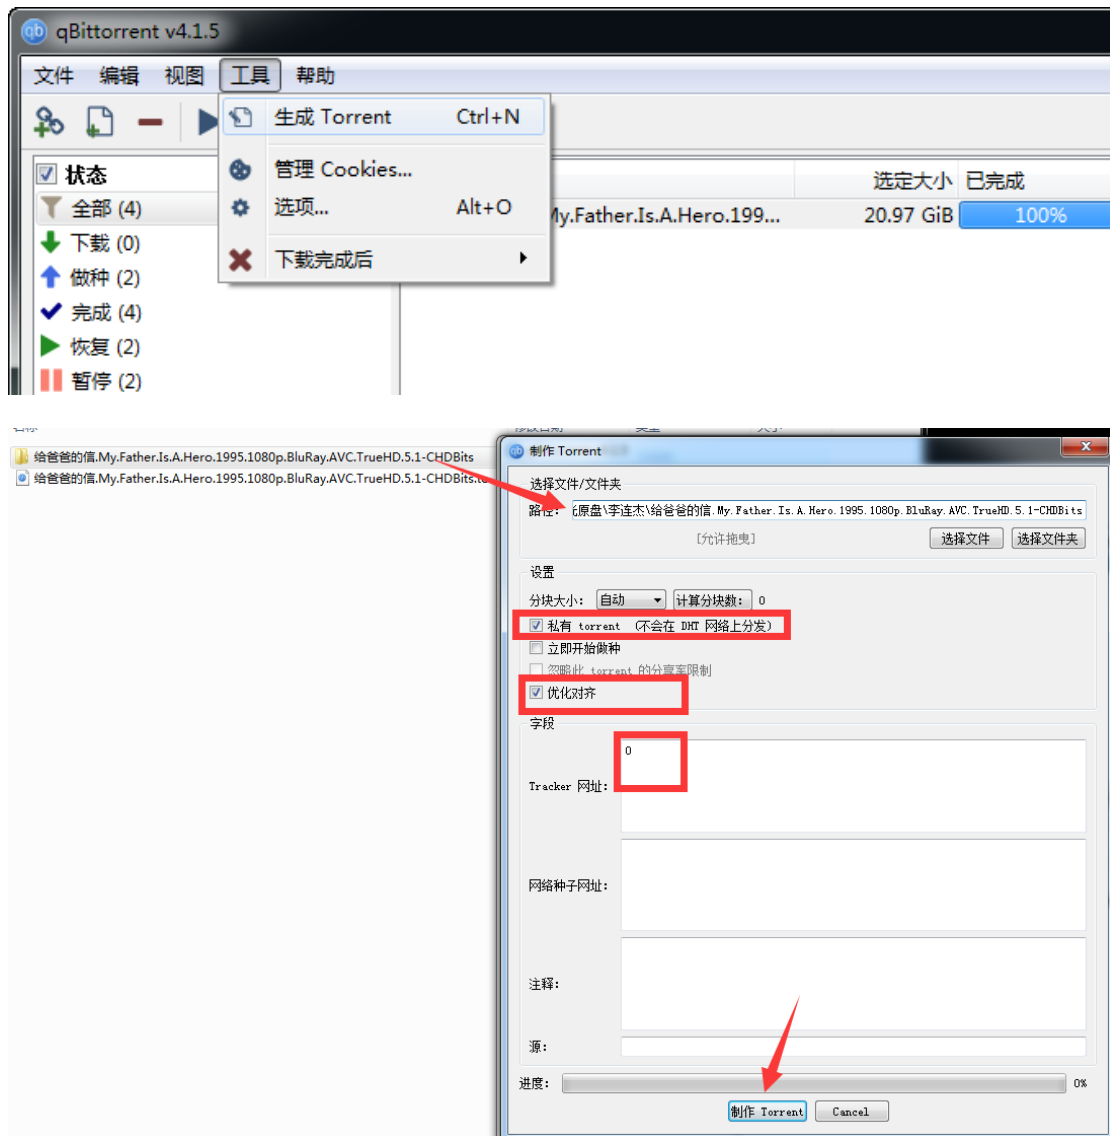 qBittorrent v4.1.5
文件 编辑 视图 工具 帮助
生成 Torrent Ctrl+N
管理 Cookies...
选项... Alt+O
下载完成后
状态
全部 (4)
下载 (0)
做种 (2)
完成 (4)
恢复 (2)
暂停 (2)
选定大小 已完成
My.Father.Is.A.Hero.199... 20.97 GiB 100%
给爸爸的信.My.Father.Is.A.Hero.1995.1080p.BluRay.AVC.TrueHD.5.1-CHDBits
给爸爸的信.My.Father.Is.A.Hero.1995.1080p.BluRay.AVC.TrueHD.5.1-CHDBits
制作 Torrent
选择文件/文件夹
路径: 原盘\李连杰\给爸爸的信.My.Father.Is.A.Hero.1995.1080p.BluRay.AVC.TrueHD.5.1-CHDBits
[允许拖曳] 选择文件 选择文件夹
设置
分块大小: 自动 计算分块数: 0
私有 torrent （不会在 DHT 网络上分发）
立即开始做种
忽略此 torrent 的分享率限制
优化对齐
字段
0
Tracker 网址:
网络种子网址:
注释:
源:
进度: 0%
制作 Torrent Cancel